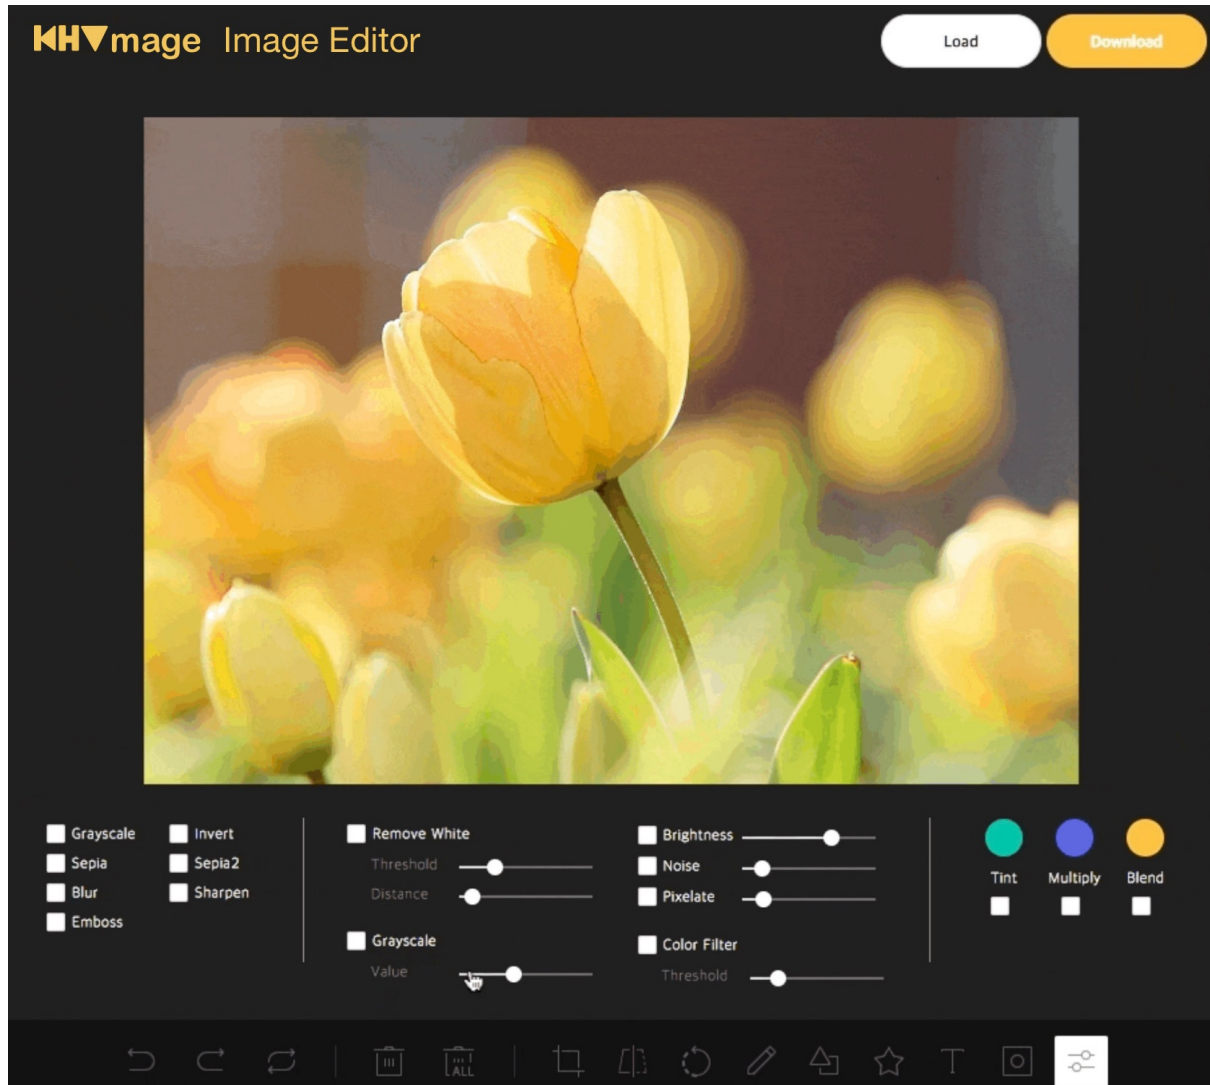 KHVmage Image Editor
Load
Download
Grayscale
Invert
Sepia
Sepia2
Blur
Sharpen
Emboss
Remove White
Threshold
Distance
Grayscale
Value
Brightness
Noise
Pixelate
Color Filter
Threshold
Tint
Multiply
Blend
ALL
T